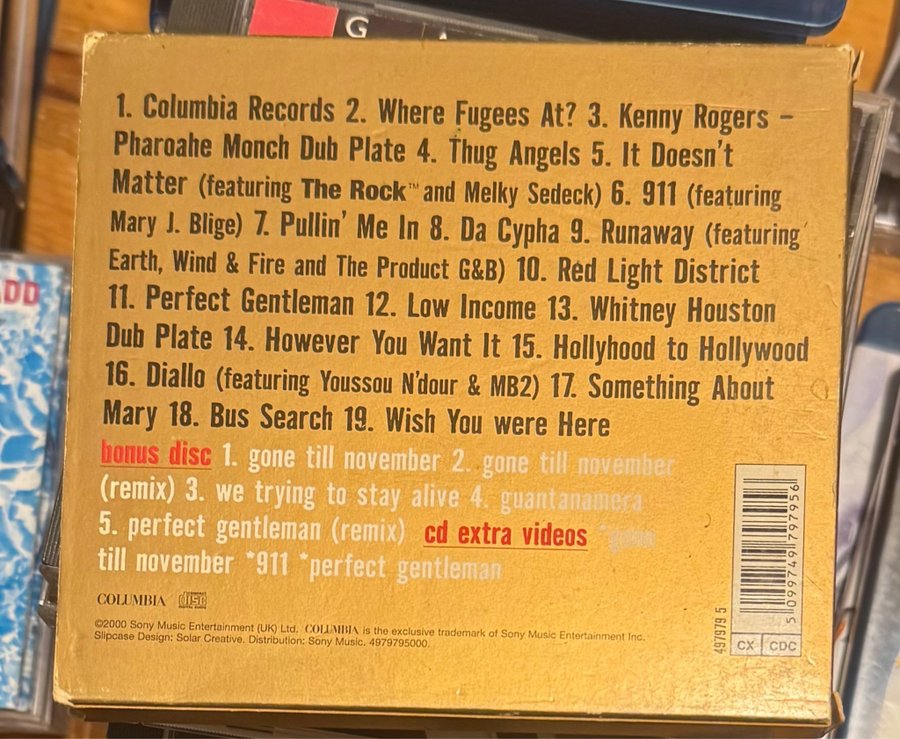 G
ADD
1. Columbia Records 2. Where Fugees At? 3. Kenny Rogers –
Pharoahe Monch Dub Plate 4. Thug Angels 5. It Doesn't
Matter (featuring The Rock™ and Melky Sedeck) 6. 911 (featuring
Mary J. Blige) 7. Pullin' Me In 8. Da Cypha 9. Runaway (featuring
Earth, Wind & Fire and The Product G&B) 10. Red Light District
11. Perfect Gentleman 12. Low Income 13. Whitney Houston
Dub Plate 14. However You Want It 15. Hollyhood to Hollywood
16. Diallo (featuring Youssou N'dour & MB2) 17. Something About
Mary 18. Bus Search 19. Wish You were Here
bonus disc 1. gone till november 2. gone till november
(remix) 3. we trying to stay alive 4. guantanamera
5. perfect gentleman (remix) cd extra videos *gone
till november *911 *perfect gentleman
COLUMBIA COMPACT disc DIGITAL AUDIO
©2000 Sony Music Entertainment (UK) Ltd. COLUMBIA is the exclusive trademark of Sony Music Entertainment Inc.
Slipcase Design: Solar Creative. Distribution: Sony Music. 4979795000.
497979 5
5 099749 797956
CX CDC